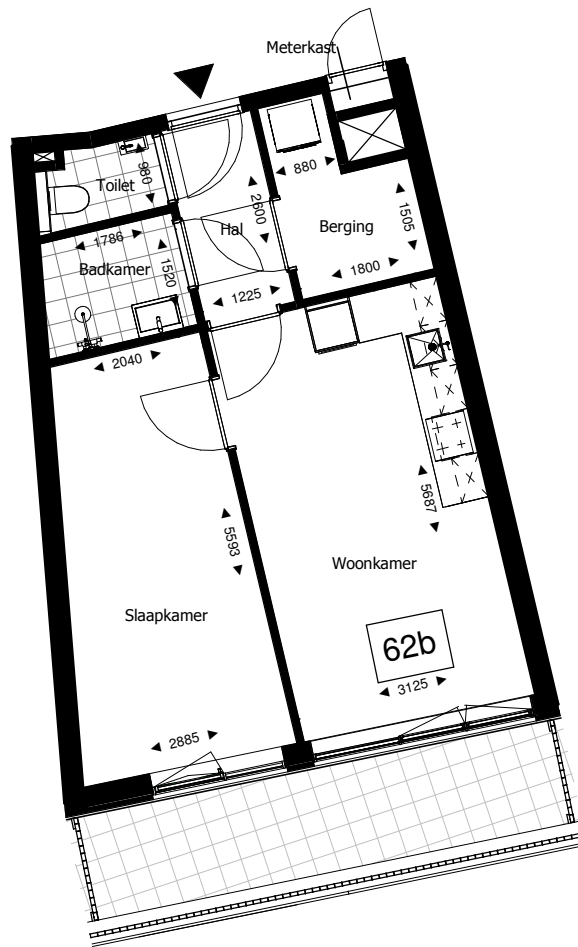 Meterkast
Toilet
980
880
2600
Hal
Berging
1505
1786
Badkamer
1520
1800
1225
2040
5687
5593
Woonkamer
Slaapkamer
62b
3125
2885